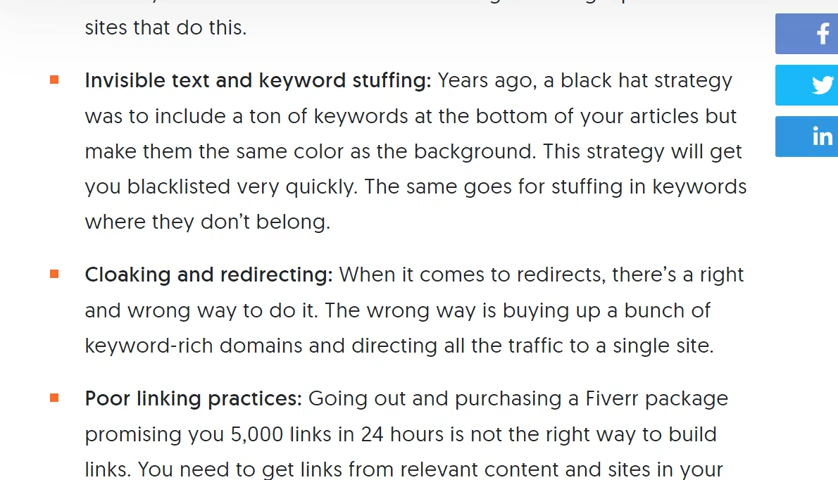 sites that do this.
Invisible text and keyword stuffing: Years ago, a black hat strategy
was to include a ton of keywords at the bottom of your articles but
make them the same color as the background. This strategy will get
you blacklisted very quickly. The same goes for stuffing in keywords
where they don’t belong.
Cloaking and redirecting: When it comes to redirects, there’s a right
and wrong way to do it. The wrong way is buying up a bunch of
keyword-rich domains and directing all the traffic to a single site.
Poor linking practices: Going out and purchasing a Fiverr package
promising you 5,000 links in 24 hours is not the right way to build
links. You need to get links from relevant content and sites in your
f
in